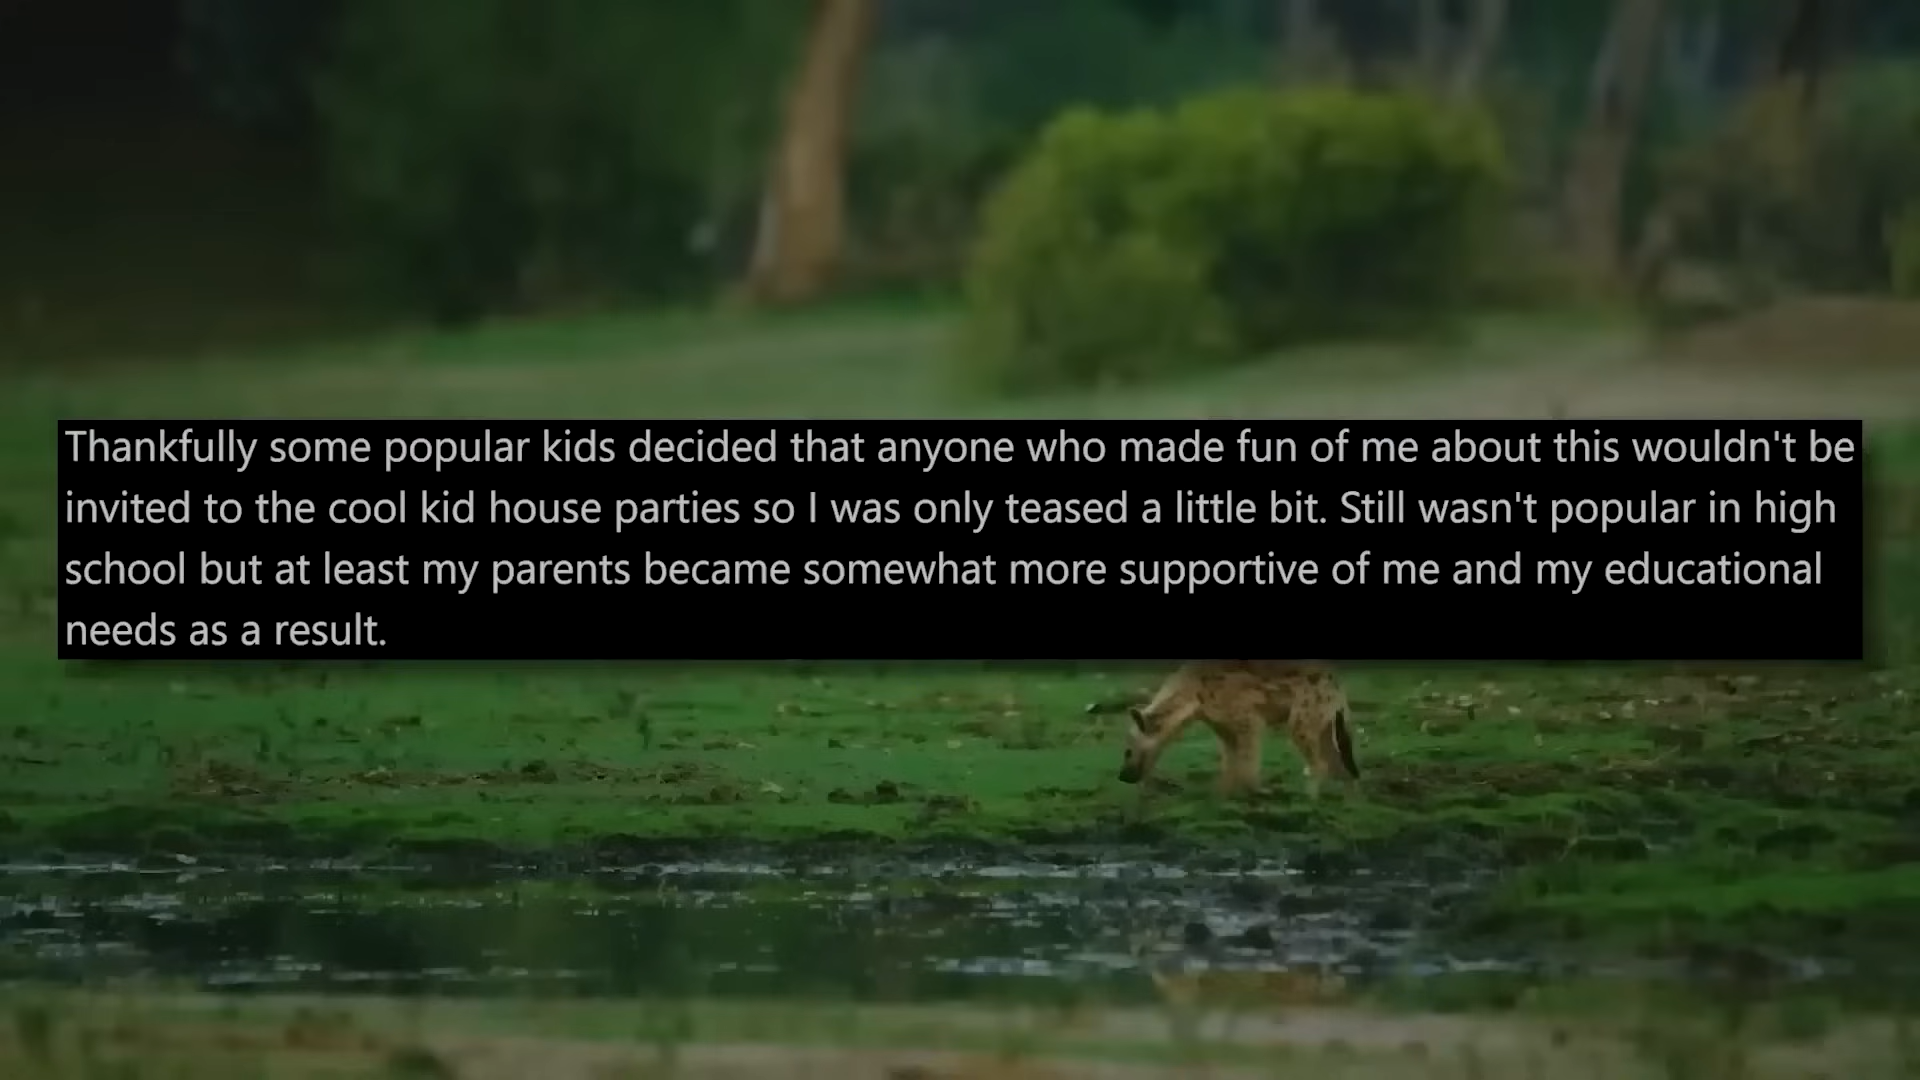 Thankfully some popular kids decided that anyone who made fun of me about this wouldn't be
invited to the cool kid house parties so I was only teased a little bit. Still wasn't popular in high
school but at least my parents became somewhat more supportive of me and my educational
needs as a result.